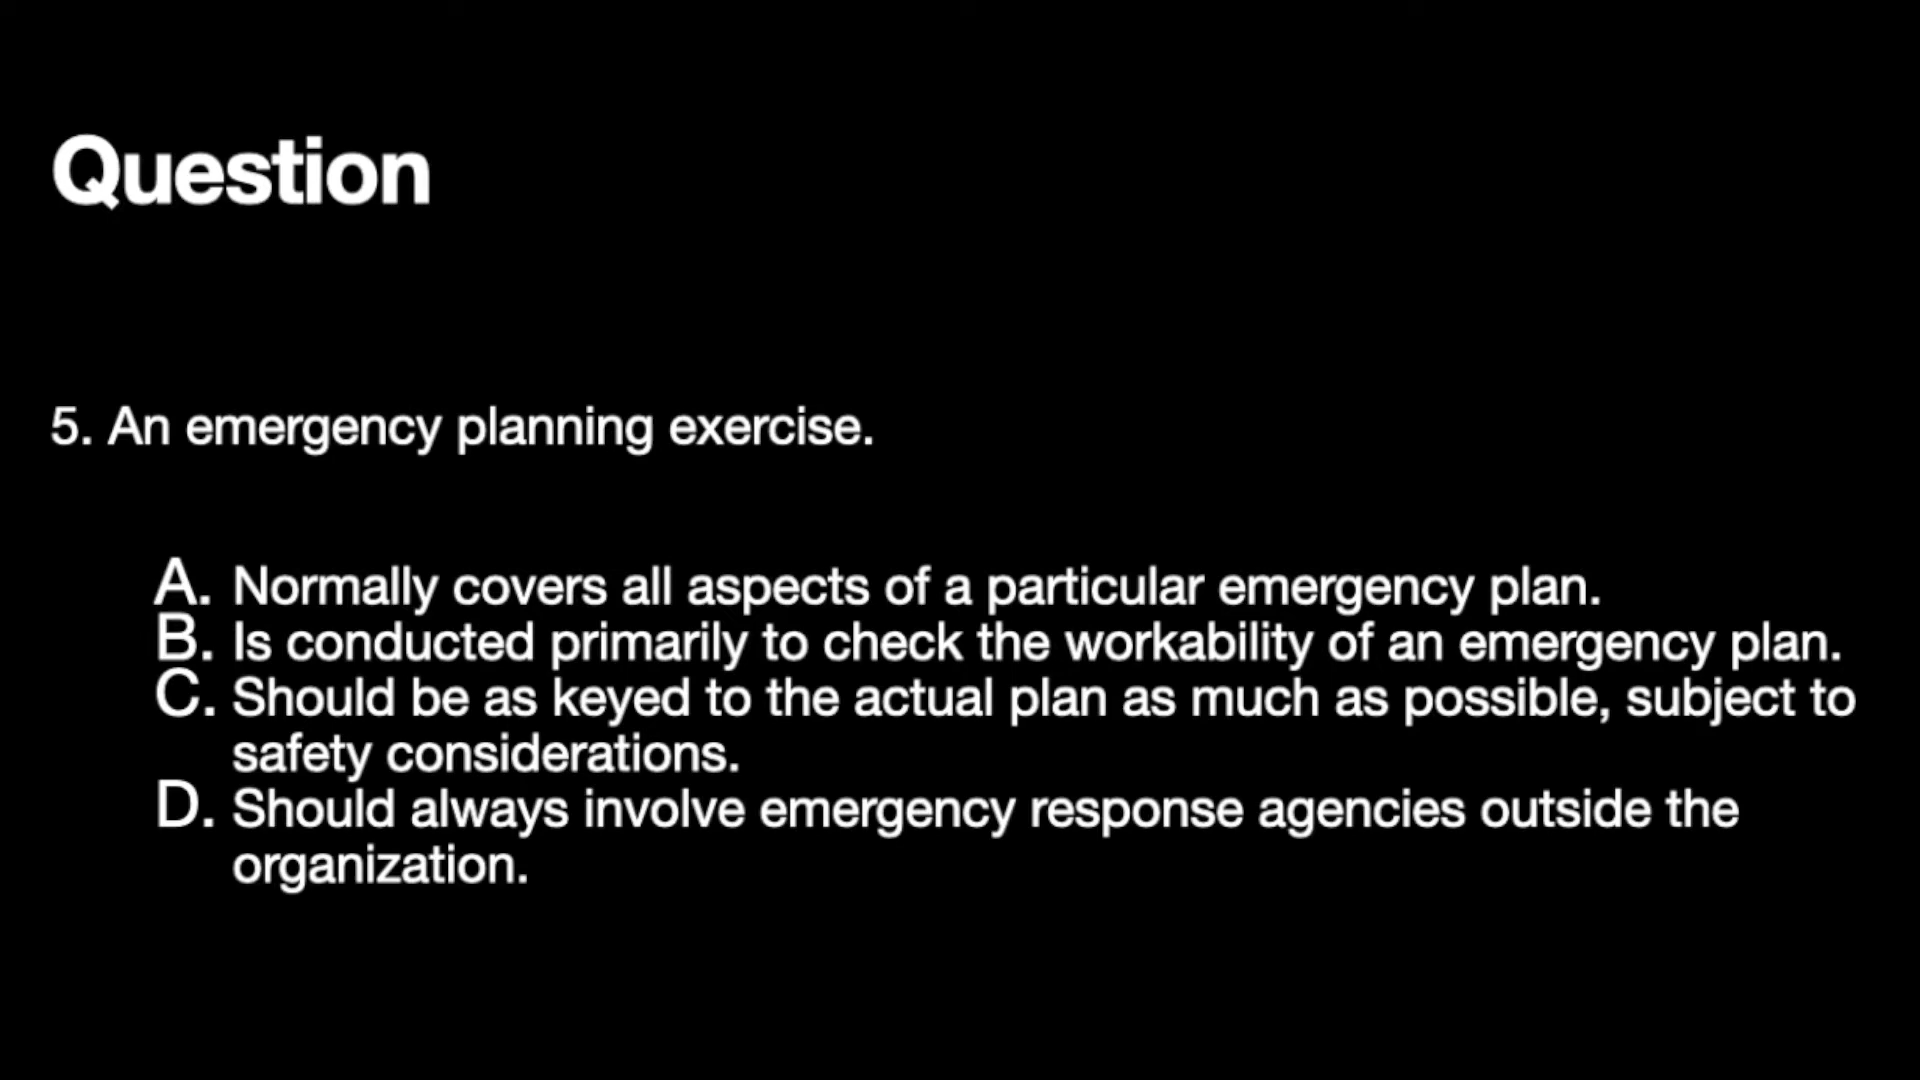 Question
5. An emergency planning exercise.
A. Normally covers all aspects of a particular emergency plan.
B. Is conducted primarily to check the workability of an emergency plan.
C. Should be as keyed to the actual plan as much as possible, subject to
safety considerations.
D. Should always involve emergency response agencies outside the
organization.